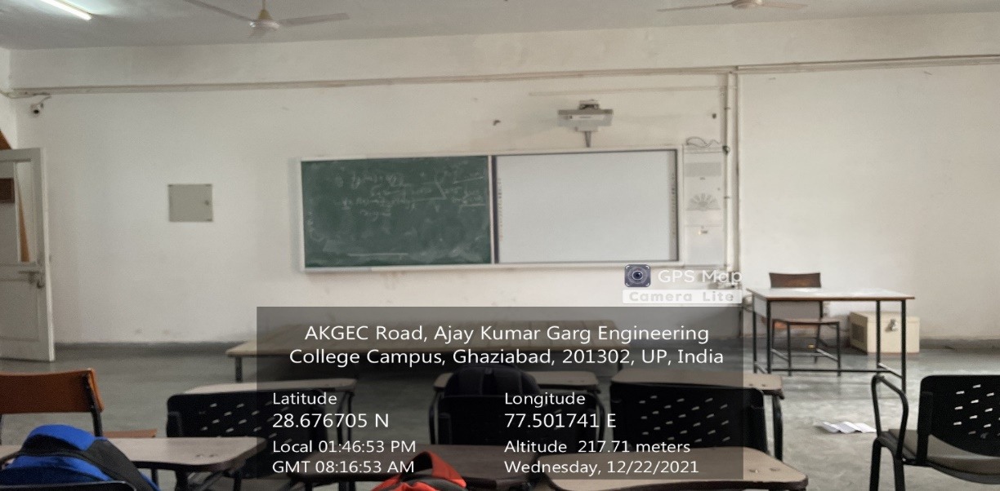 GPS Map
Camera Lite
AKGEC Road, Ajay Kumar Garg Engineering
College Campus, Ghaziabad, 201302, UP, India
Latitude
28.676705 N
Longitude
77.501741 E
Local 01:46:53 PM
GMT 08:16:53 AM
Altitude 217.71 meters
Wednesday, 12/22/2021